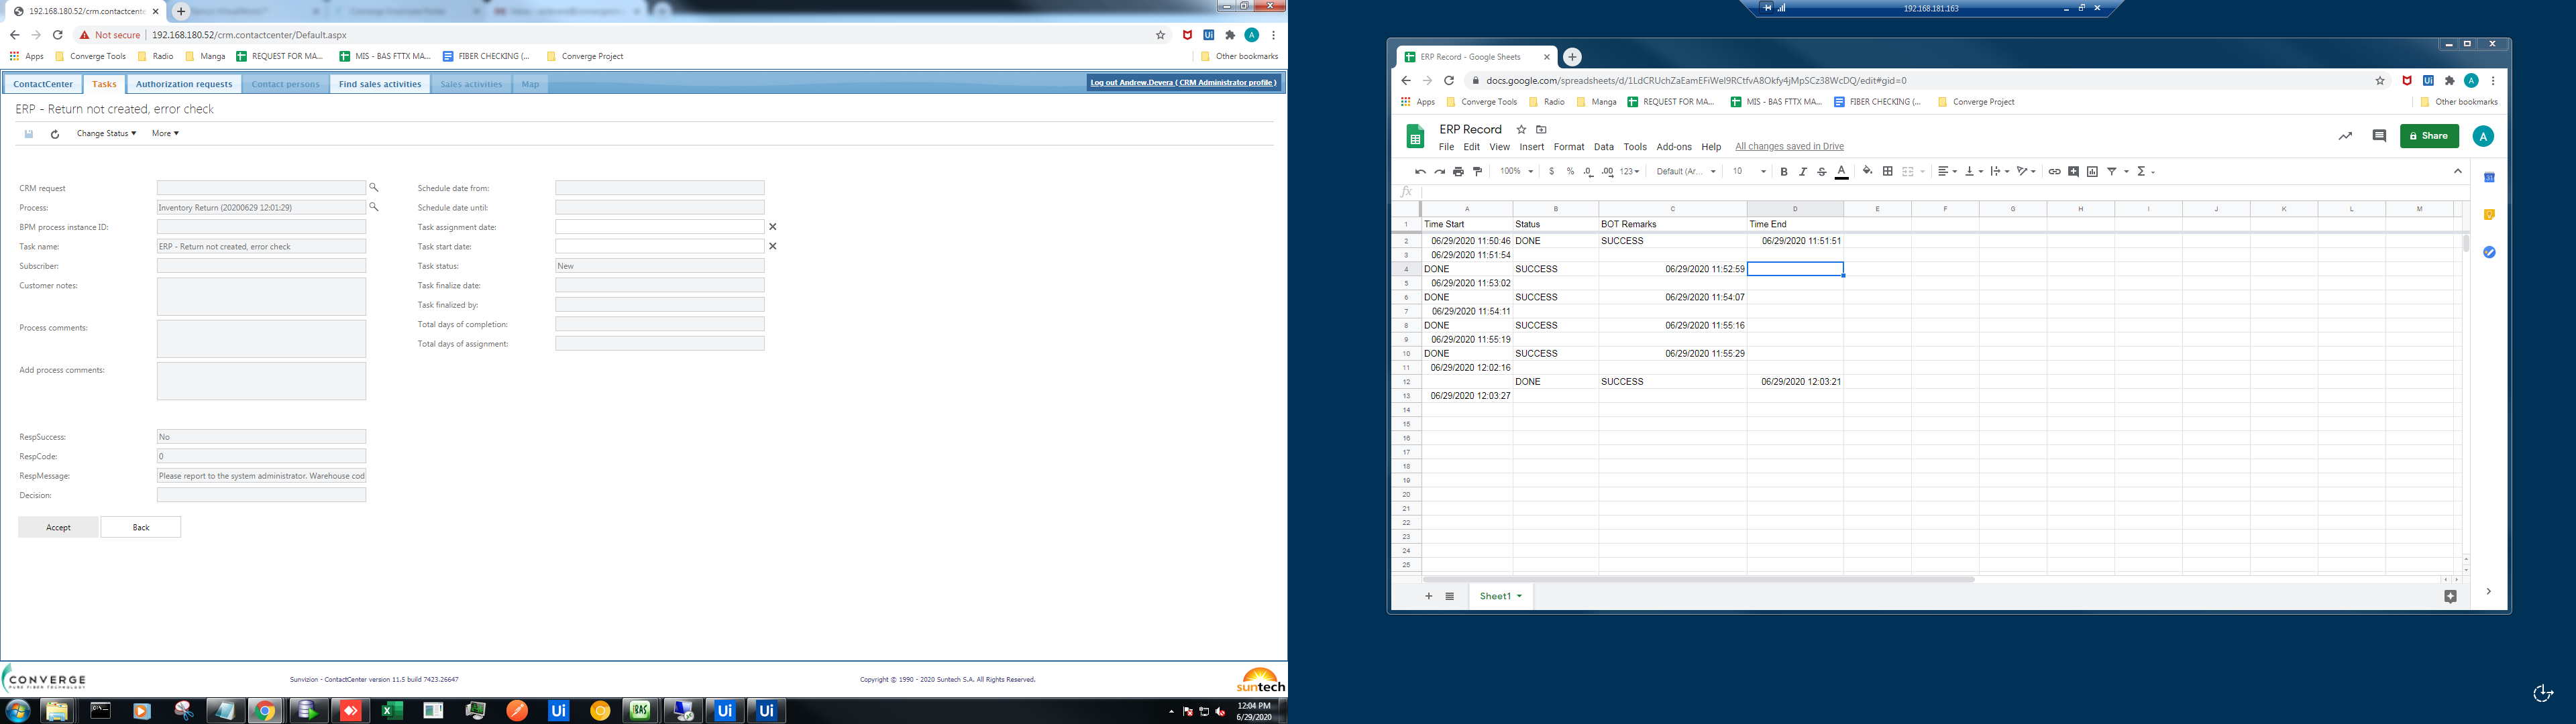 192.168.180.52/crm.contactcente
Not secure | 192.168.180.52/crm.contactcenter/Default.aspx
Apps Converge Tools Radio Manga REQUEST FOR MA... MIS - BAS FTTX MA... FIBER CHECKING (... Converge Project Other bookmarks
ContactCenter Tasks Authorization requests Contact persons Find sales activities Sales activities Map Log out Andrew.Devera ( CRM Administrator profile )
ERP - Return not created, error check
Change Status More
CRM request
Process: Inventory Return (20200629 12:01:29)
BPM process instance ID:
Task name: ERP - Return not created, error check
Subscriber:
Customer notes:
Process comments:
Add process comments:
RespSuccess: No
RespCode: 0
RespMessage: Please report to the system administrator. Warehouse cod
Decision:
Accept Back
Schedule date from:
Schedule date until:
Task assignment date:
Task start date:
Task status: New
Task finalize date:
Task finalized by:
Total days of completion:
Total days of assignment:
CONVERGE
PURE FIBER TECHNOLOGY
Sunvizion - ContactCenter version 11.5 build 7423.26647
Copyright © 1990 - 2020 Suntech S.A. All Rights Reserved.
suntech
Ui BAS Ui Ui
12:04 PM
6/29/2020
192.168.181.163
ERP Record - Google Sheets
docs.google.com/spreadsheets/d/1LdCRUchZaEamEFiWel9RCtfvA8Okfy4jMpSCz38WcDQ/edit#gid=0
Apps Converge Tools Radio Manga REQUEST FOR MA... MIS - BAS FTTX MA... FIBER CHECKING (... Converge Project Other bookmarks
ERP Record
File Edit View Insert Format Data Tools Add-ons Help All changes saved in Drive
Share A
100% $ % .0 .00 123 Default (Ar... 10 B I S A
fx
A B C D E F G H I J K L M
1 Time Start Status BOT Remarks Time End
2 06/29/2020 11:50:46 DONE SUCCESS 06/29/2020 11:51:51
3 06/29/2020 11:51:54
4 DONE SUCCESS 06/29/2020 11:52:59
5 06/29/2020 11:53:02
6 DONE SUCCESS 06/29/2020 11:54:07
7 06/29/2020 11:54:11
8 DONE SUCCESS 06/29/2020 11:55:16
9 06/29/2020 11:55:19
10 DONE SUCCESS 06/29/2020 11:55:29
11 06/29/2020 12:02:16
12 DONE SUCCESS 06/29/2020 12:03:21
13 06/29/2020 12:03:27
14
15
16
17
18
19
20
21
22
23
24
25
Sheet1